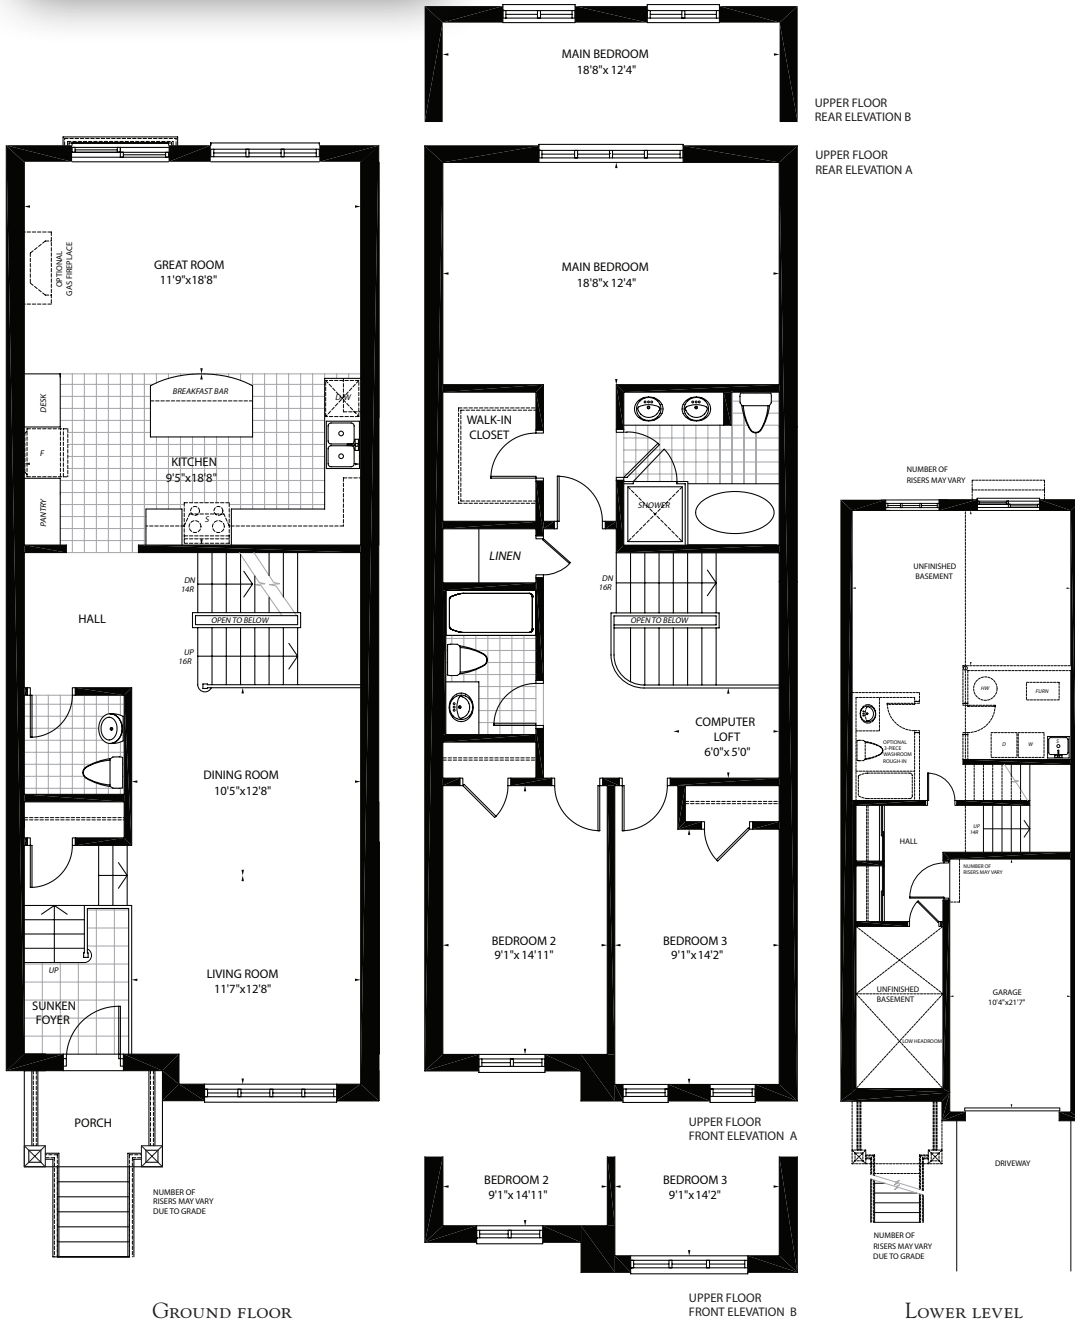 MAIN BEDROOM
18'8"x 12'4"
UPPER FLOOR
REAR ELEVATION B
UPPER FLOOR
REAR ELEVATION A
GREAT ROOM
11'9"x18'8"
OPTIONAL
GAS FIREPLACE
DESK
BREAKFAST BAR
D/W
F
KITCHEN
9'5"x18'8"
PANTRY
S
DN
14R
HALL
OPEN TO BELOW
UP
16R
DINING ROOM
10'5"x12'8"
LIVING ROOM
11'7"x12'8"
UP
SUNKEN
FOYER
PORCH
NUMBER OF
RISERS MAY VARY
DUE TO GRADE
GROUND FLOOR
MAIN BEDROOM
18'8"x 12'4"
WALK-IN
CLOSET
SHOWER
LINEN
DN
16R
OPEN TO BELOW
COMPUTER
LOFT
6'0"x 5'0"
BEDROOM 2
9'1"x 14'11"
BEDROOM 3
9'1"x 14'2"
UPPER FLOOR
FRONT ELEVATION A
BEDROOM 2
9'1"x 14'11"
BEDROOM 3
9'1"x 14'2"
UPPER FLOOR
FRONT ELEVATION B
NUMBER OF
RISERS MAY VARY
UNFINISHED
BASEMENT
HW
FURN
OPTIONAL
3-PIECE
WASHROOM
ROUGH-IN
D
W
S
UP
14R
HALL
NUMBER OF
RISERS MAY VARY
UNFINISHED
BASEMENT
LOW HEADROOM
GARAGE
10'4"x21'7"
DRIVEWAY
NUMBER OF
RISERS MAY VARY
DUE TO GRADE
LOWER LEVEL